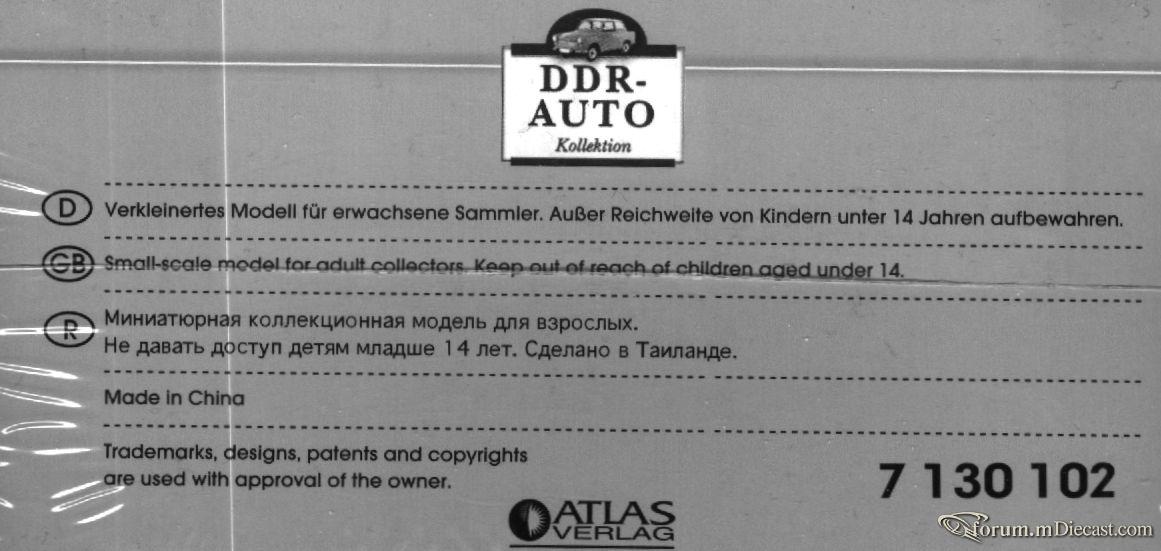 DDR-
AUTO
Kollektion
D Verkleinertes Modell für erwachsene Sammler. Außer Reichweite von Kindern unter 14 Jahren aufbewahren.
GB Small-scale model for adult collectors. Keep out of reach of children aged under 14.
R Миниатюрная коллекционная модель для взрослых.
Не давать доступ детям младше 14 лет. Сделано в Таиланде.
Made in China
Trademarks, designs, patents and copyrights
are used with approval of the owner.
7 130 102
ATLAS
VERLAG
forum.mDiecast.com